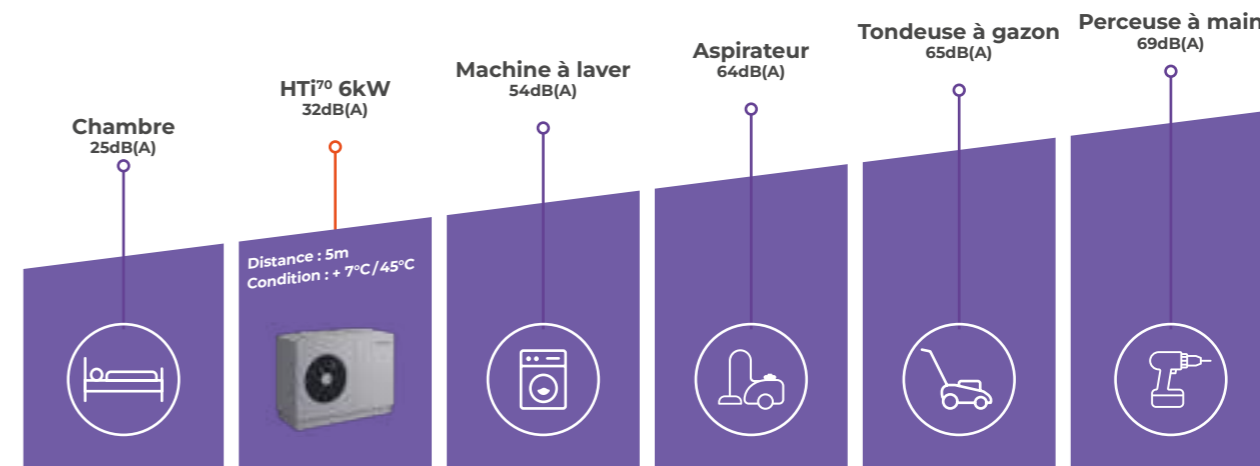 Chambre
25dB(A)
HTi⁷⁰ 6kW
32dB(A)
Distance : 5m
Condition : + 7°C/45°C
Machine à laver
54dB(A)
Aspirateur
64dB(A)
Tondeuse à gazon
65dB(A)
Perceuse à main
69dB(A)